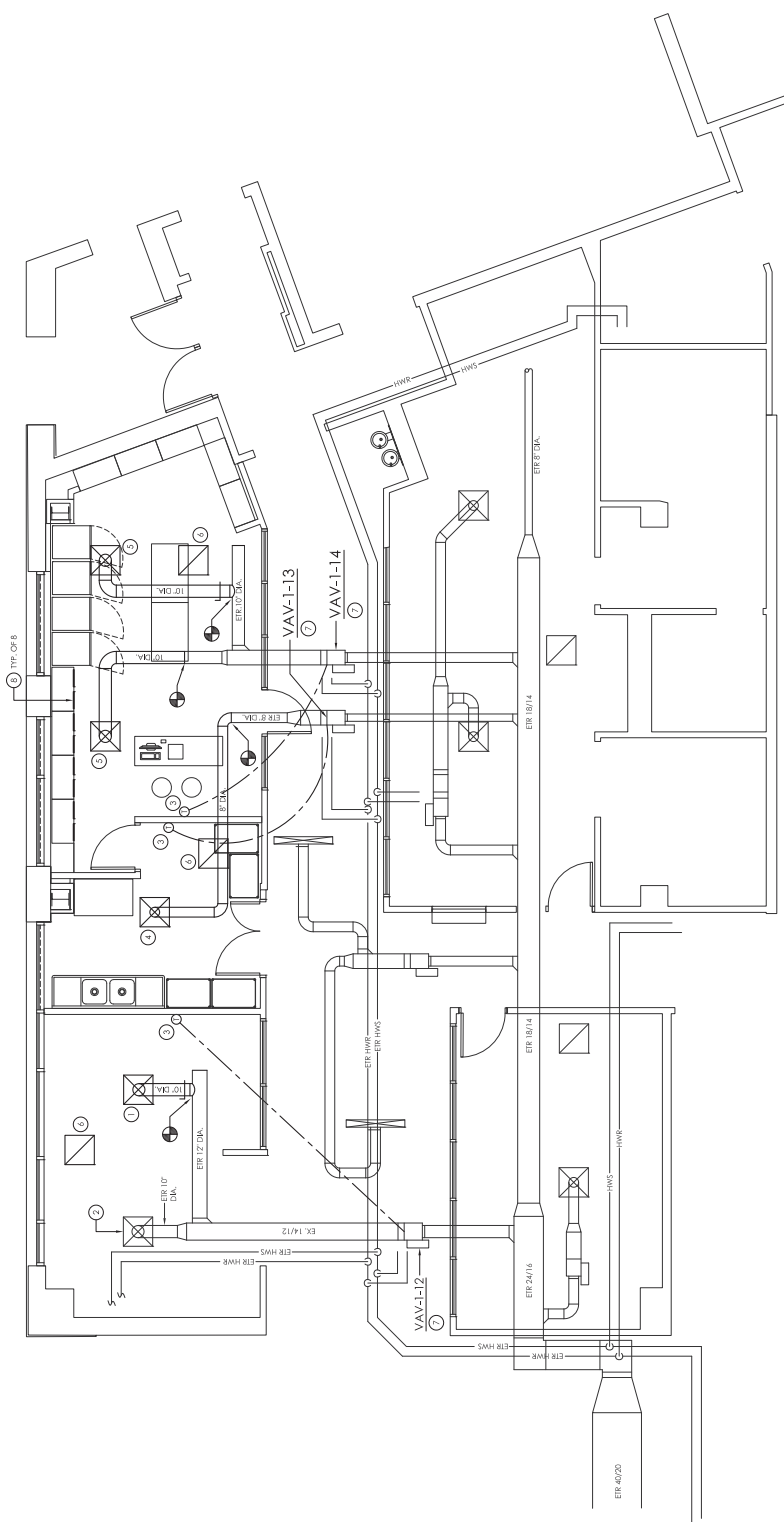 8 TYP. OF 8
HWR
HWS
5
6
10" DIA.
ETR 10" DIA.
ETR 8" DIA.
VAV-1-13
7
VAV-1-14
7
5
10" DIA.
ETR 8" DIA.
ETR 18/14
3
8" DIA.
3
6
4
ETR HWR
ETR HWS
3
1
10" DIA.
6
ETR 12" DIA.
ETR 18/14
HWS
HWR
2
ETR 10"
DIA.
EX. 14/12
ETR HWS
ETR HWR
VAV-1-12
7
ETR 24/16
ETR HWS
ETR HWR
ETR 40/20
T
T
T